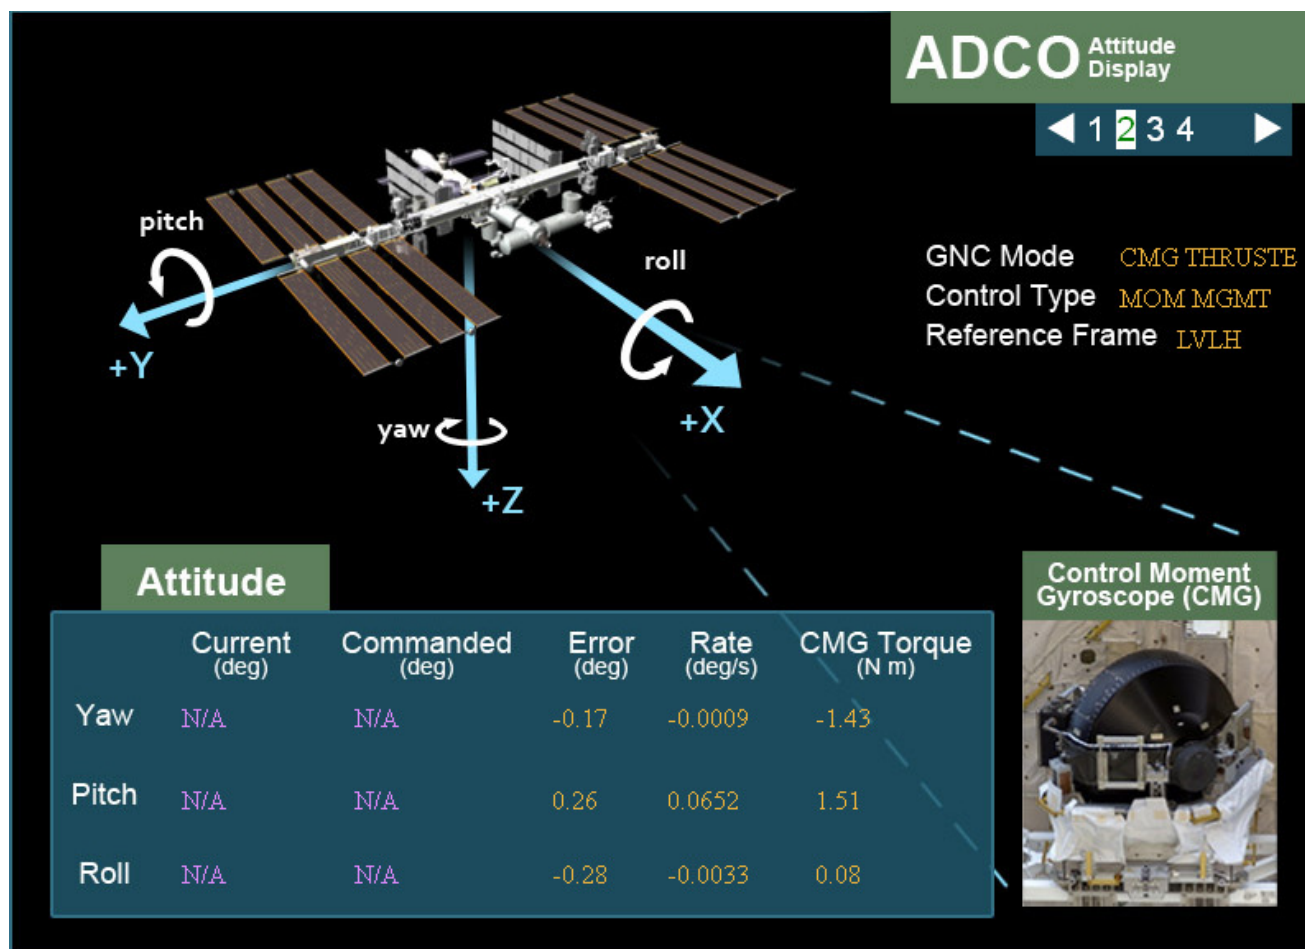 ADCO Attitude Display
1 2 3 4
pitch
roll
GNC Mode CMG THRUSTE
Control Type MOM MGMT
Reference Frame LVLH
+Y
+X
yaw
+Z
Attitude
Control Moment
Gyroscope (CMG)
Current Commanded Error Rate CMG Torque
(deg) (deg) (deg) (deg/s) (N m)
Yaw N/A N/A -0.17 -0.0009 -1.43
Pitch N/A N/A 0.26 0.0652 1.51
Roll N/A N/A -0.28 -0.0033 0.08